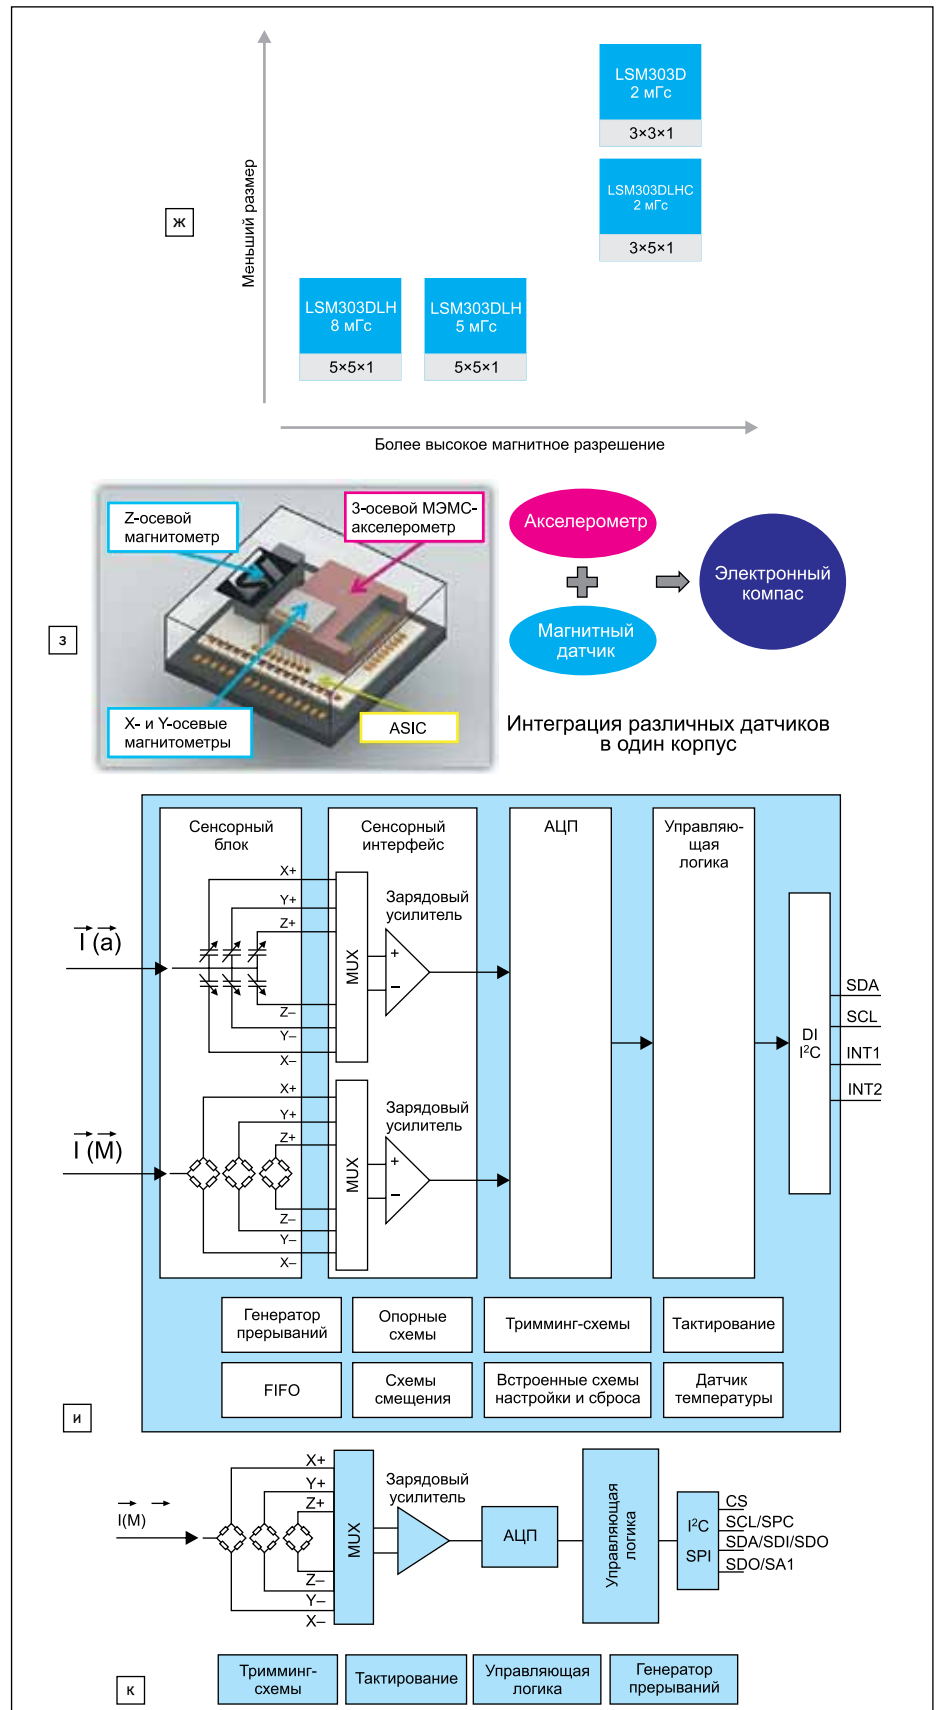 Меньший размер
LSM303D
2 мГс
3×3×1
LSM303DLHC
2 мГс
3×5×1
ж
LSM303DLH
8 мГс
5×5×1
LSM303DLH
5 мГс
5×5×1
Более высокое магнитное разрешение
Z-осевой
магнитометр
3-осевой МЭМС-
акселерометр
X- и Y-осевые
магнитометры
ASIC
з
Акселерометр
Магнитный
датчик
Электронный
компас
Интеграция различных датчиков
в один корпус
Сенсорный
блок
Сенсорный
интерфейс
АЦП
Управляю-
щая
логика
X+
Y+
Z+
Z–
Y–
X–
I (a)
MUX
Зарядовый
усилитель
+
–
X+
Y+
Z+
Z–
Y–
X–
I (M)
MUX
Зарядовый
усилитель
+
–
DI
I²C
SDA
SCL
INT1
INT2
Генератор
прерываний
Опорные
схемы
Тримминг-схемы
Тактирование
FIFO
Схемы
смещения
Встроенные схемы
настройки и сброса
Датчик
температуры
и
I(M)
X+
Y+
Z+
Z–
Y–
X–
MUX
Зарядовый
усилитель
АЦП
Управляющая
логика
I²C
SPI
CS
SCL/SPC
SDA/SDI/SDO
SDO/SA1
к
Тримминг-
схемы
Тактирование
Управляющая
логика
Генератор
прерываний